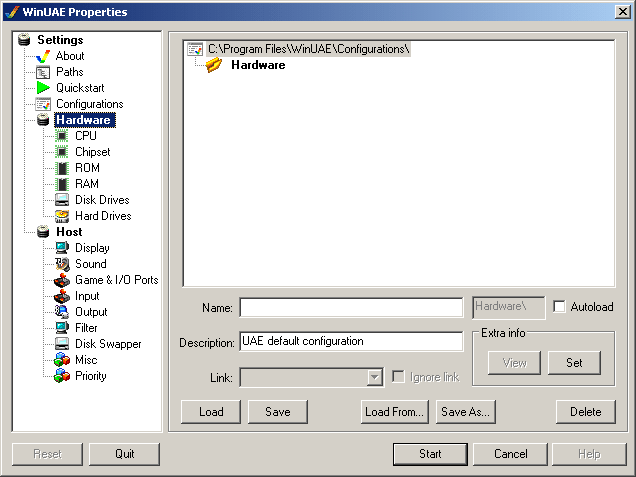 WinUAE Properties
Settings
About
Paths
Quickstart
Configurations
Hardware
CPU
Chipset
ROM
RAM
Disk Drives
Hard Drives
Host
Display
Sound
Game & I/O Ports
Input
Output
Filter
Disk Swapper
Misc
Priority
C:\Program Files\WinUAE\Configurations\
Hardware
Name:
Hardware\
Autoload
Description:
UAE default configuration
Extra info
View
Set
Link:
Ignore link
Load
Save
Load From...
Save As...
Delete
Reset
Quit
Start
Cancel
Help